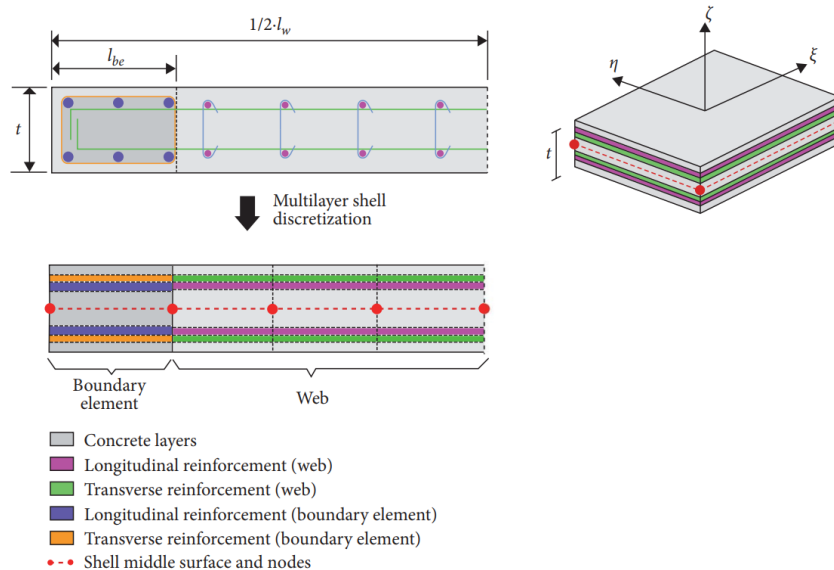 1/2·l_w
l_be
t
Multilayer shell
discretization
Boundary
element
Web
Concrete layers
Longitudinal reinforcement (web)
Transverse reinforcement (web)
Longitudinal reinforcement (boundary element)
Transverse reinforcement (boundary element)
Shell middle surface and nodes
ζ
η
ξ
t